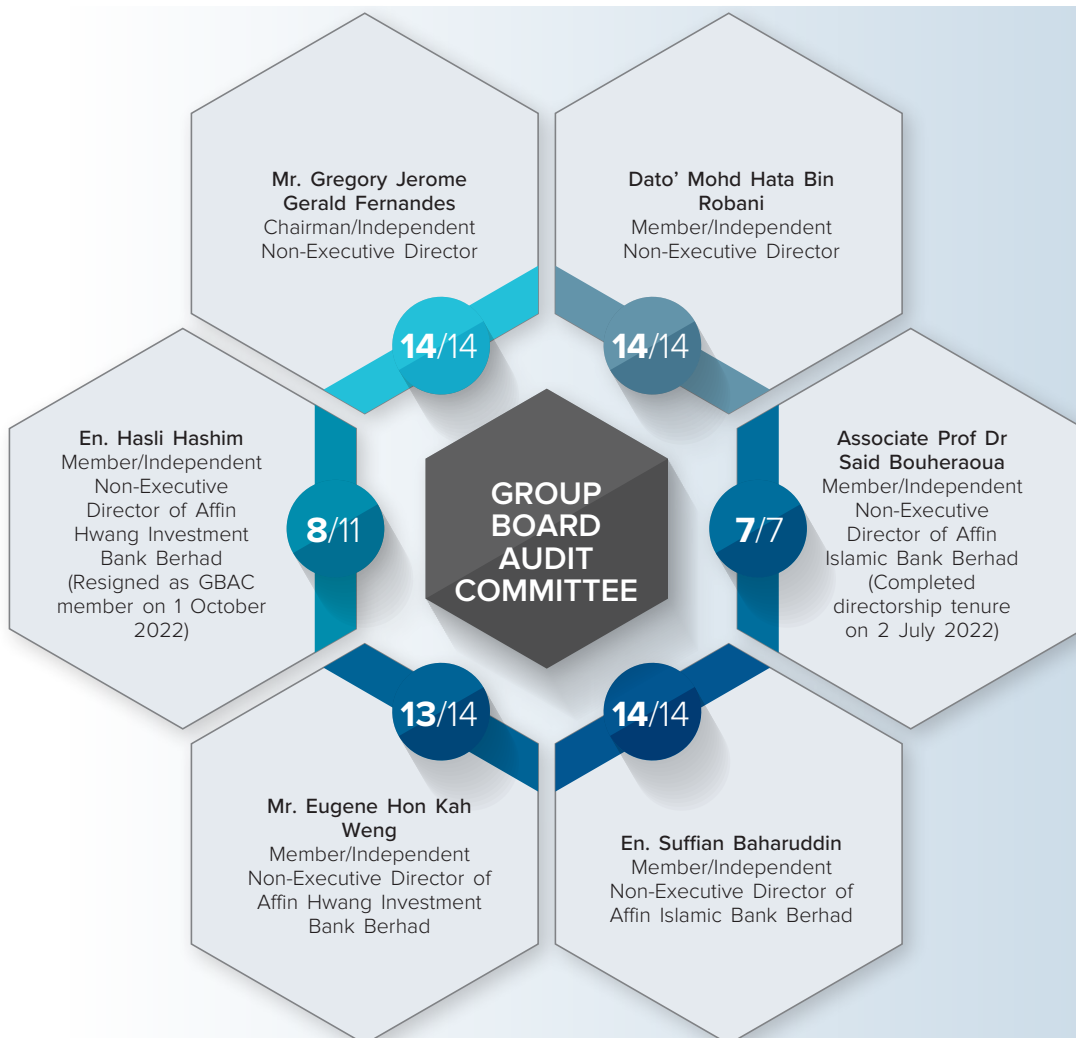 Mr. Gregory Jerome
Gerald Fernandes
Chairman/Independent
Non-Executive Director
14/14
Dato’ Mohd Hata Bin
Robani
Member/Independent
Non-Executive Director
14/14
En. Hasli Hashim
Member/Independent
Non-Executive
Director of Affin
Hwang Investment
Bank Berhad
(Resigned as GBAC
member on 1 October
2022)
8/11
GROUP
BOARD
AUDIT
COMMITTEE
7/7
Associate Prof Dr
Said Bouheraoua
Member/Independent
Non-Executive
Director of Affin
Islamic Bank Berhad
(Completed
directorship tenure
on 2 July 2022)
13/14
Mr. Eugene Hon Kah
Weng
Member/Independent
Non-Executive Director of
Affin Hwang Investment
Bank Berhad
14/14
En. Suffian Baharuddin
Member/Independent
Non-Executive Director of
Affin Islamic Bank Berhad